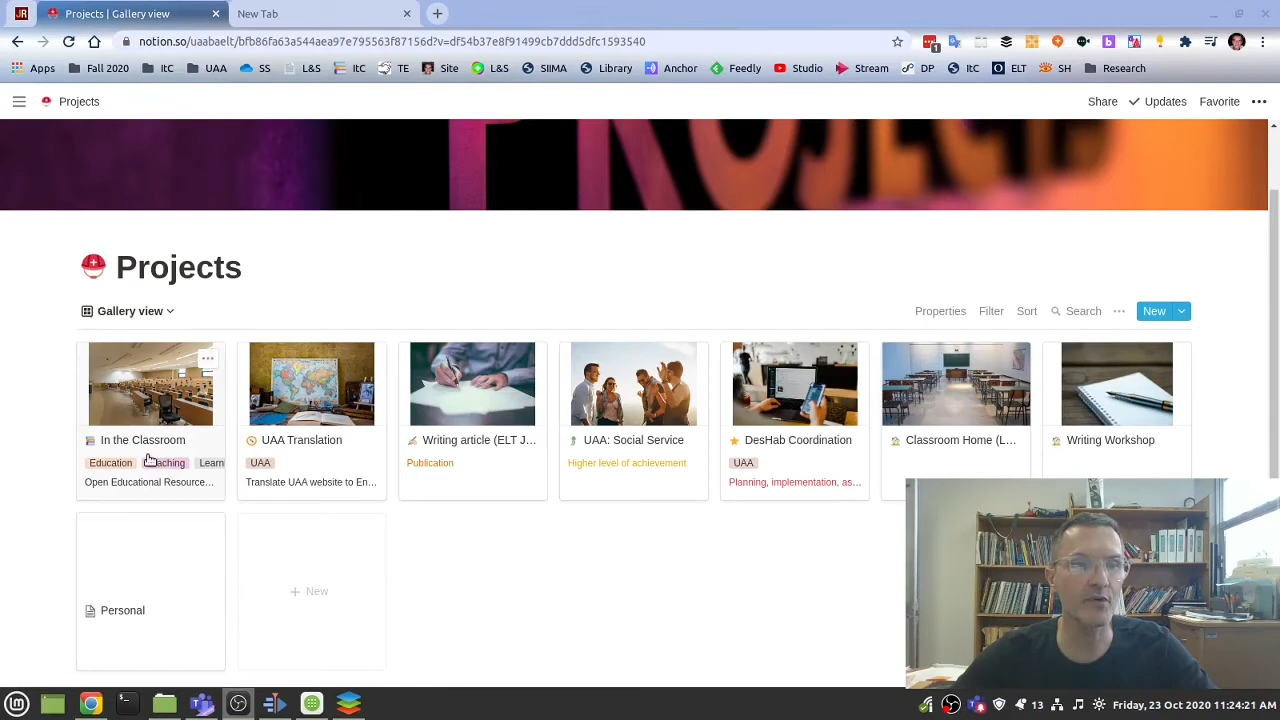 Projects | Gallery view
New Tab
notion.so/uaabaelt/bfb86fa63a544aea97e795563f87156d?v=df54b37e8f91499cb7ddd5dfc1593540
1
Apps Fall 2020 ItC UAA SS L&S ItC TE Site L&S SIIMA Library Anchor Feedly Studio Stream DP ItC ELT SH Research
Projects
Share Updates Favorite
PROJECTS
Projects
Gallery view
Properties Filter Sort Search New
In the Classroom
Education Teaching Learn
Open Educational Resource...
UAA Translation
UAA
Translate UAA website to En...
Writing article (ELT J...
Publication
UAA: Social Service
Higher level of achievement
DesHab Coordination
UAA
Planning, implementation, as...
Classroom Home (L...
Writing Workshop
Personal
+ New
13 Friday, 23 Oct 2020 11:24:21 AM